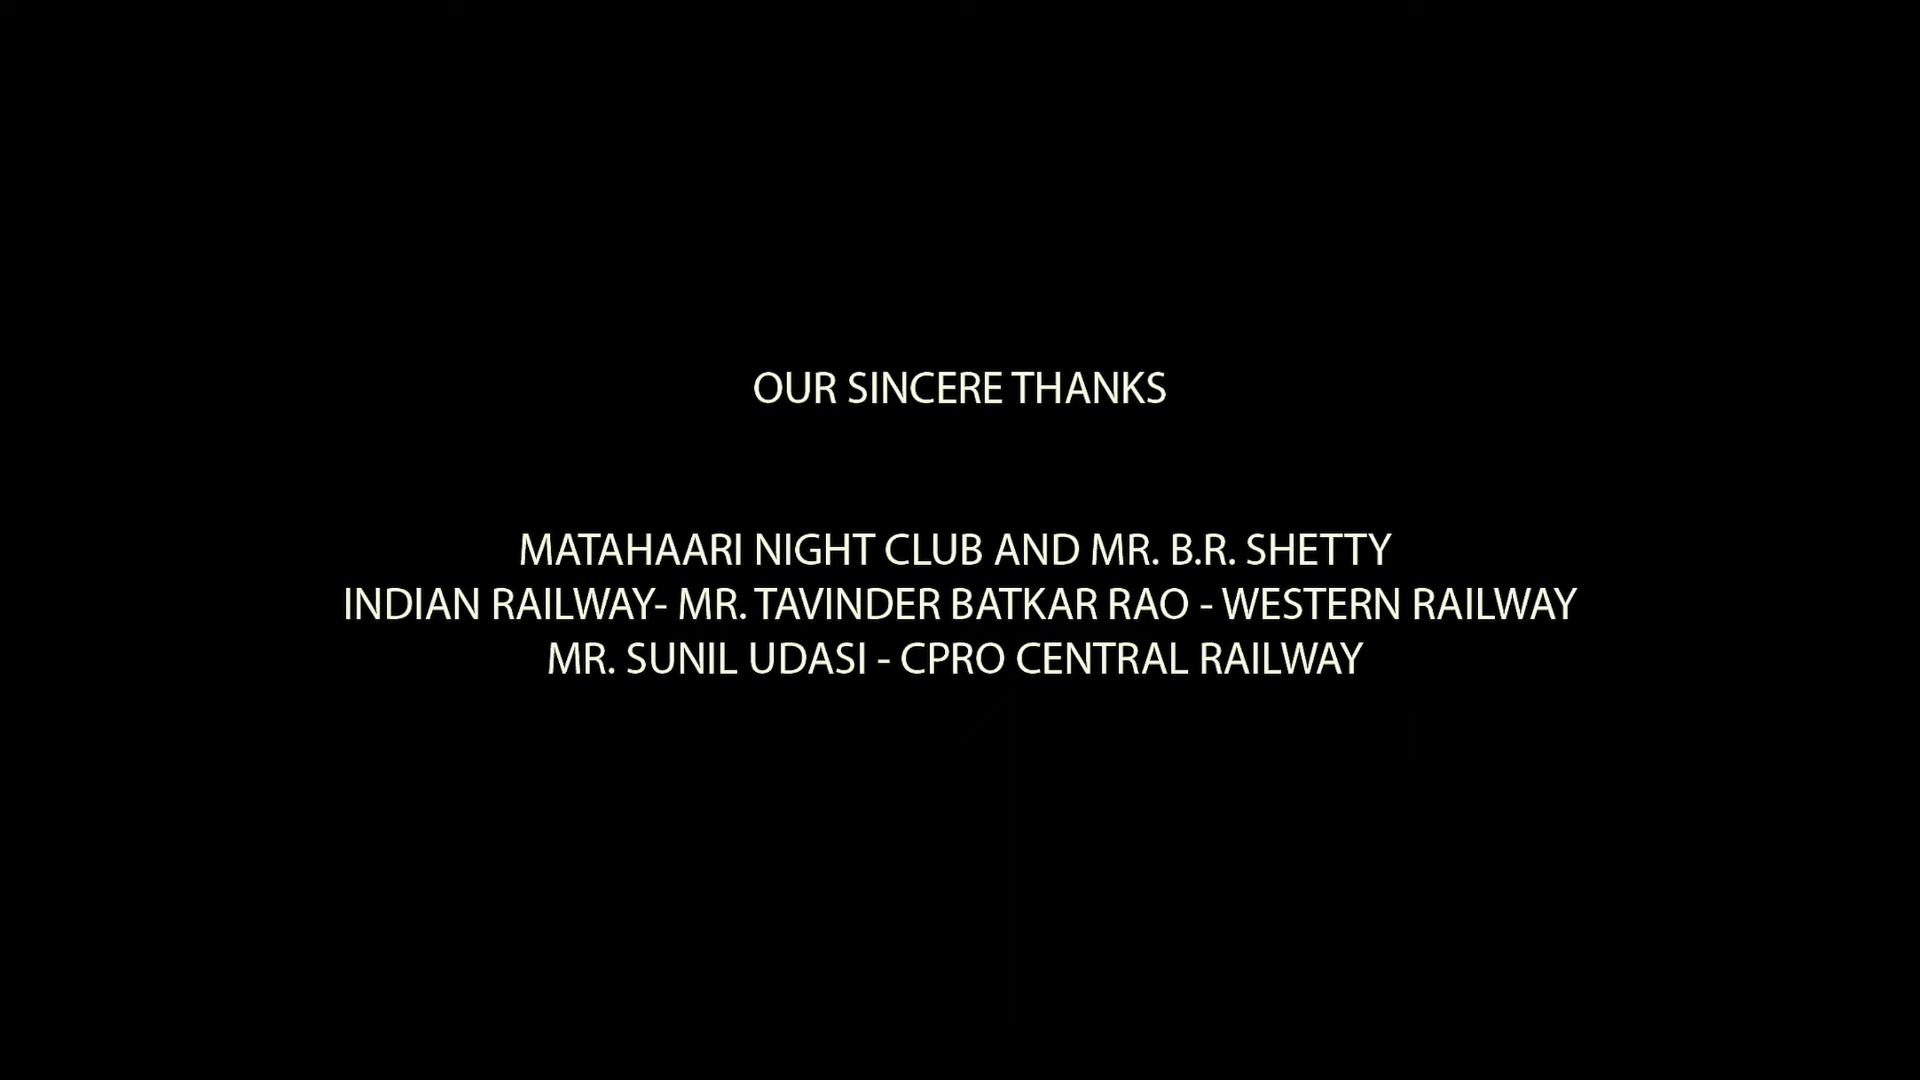 OUR SINCERE THANKS
MATAHAARI NIGHT CLUB AND MR. B.R. SHETTY
INDIAN RAILWAY- MR. TAVINDER BATKAR RAO - WESTERN RAILWAY
MR. SUNIL UDASI - CPRO CENTRAL RAILWAY